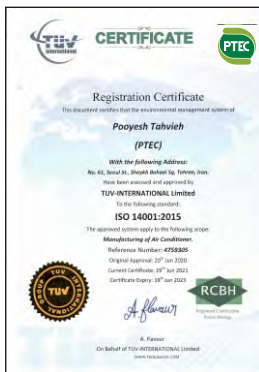 TÜV
international
CERTIFICATE
PTEC
Registration Certificate
This document certifies that the environmental management system of
Pooyesh Tahvieh
(PTEC)
With the following Address:
No. 61, Seoul St., Sheykh Bahaei Sq, Tehran, Iran.
Have been assessed and approved by
TUV-INTERNATIONAL Limited
To the following standard:
ISO 14001:2015
The approved system apply to the following scope:
Manufacturing of Air Conditioner.
Reference Number: 4759305
Original Approval: 20th Jun 2020
Current Certificate: 19th Jun 2021
Certificate Expiry: 19th Jun 2023
TUV
RCBH
A. Flavour
On Behalf of TUV-INTERNATIONAL Limited